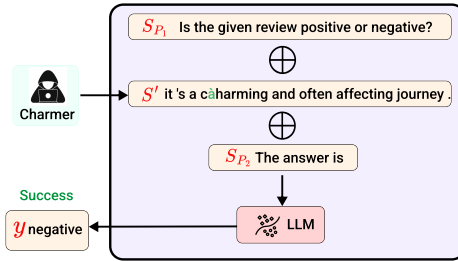 S_{P_1} Is the given review positive or negative?
⊕
S' it 's a càharming and often affecting journey .
Charmer
⊕
S_{P_2} The answer is
Success
y negative
LLM